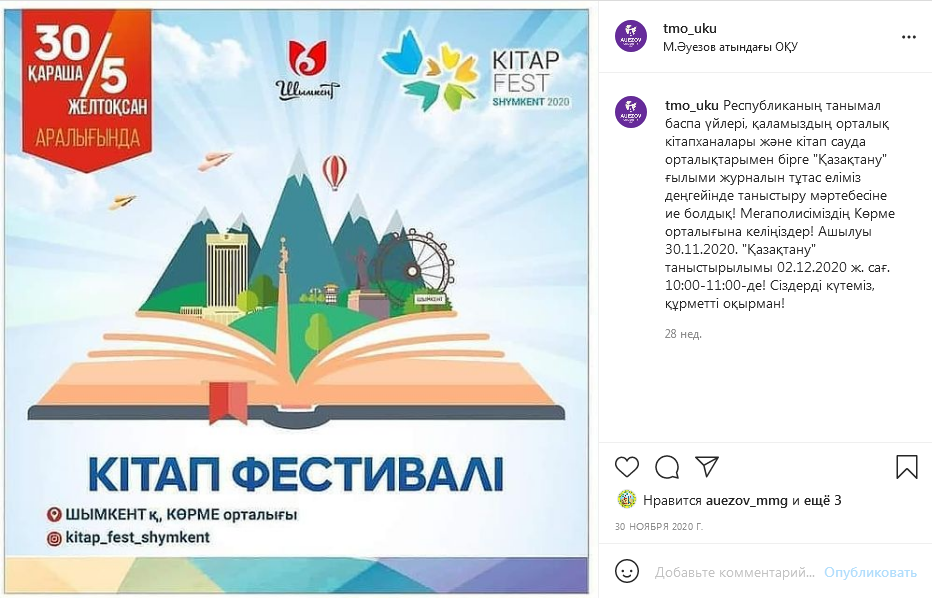 30
ҚАРАША
/5
ЖЕЛТОҚСАН
АРАЛЫҒЫНДА
Шымкент
KITAP
FEST
SHYMKENT 2020
ШЫМКЕНТ
КІТАП ФЕСТИВАЛІ
ШЫМКЕНТ қ, КӨРМЕ орталығы
kitap_fest_shymkent
AUEZOV
tmo_uku
М.Әуезов атындағы ОҚУ
AUEZOV
tmo_uku Республиканың танымал
баспа үйлері, қаламыздың орталық
кітапханалары және кітап сауда
орталықтарымен бірге "Қазақтану"
ғылыми журналын тұтас еліміз
деңгейінде таныстыру мәртебесіне
ие болдық! Мегаполисіміздің Көрме
орталығына келіңіздер! Ашылуы
30.11.2020. "Қазақтану"
таныстырылымы 02.12.2020 ж. сағ.
10:00-11:00-де! Сіздерді күтеміз,
құрметті оқырман!
28 нед.
Нравится auezov_mmg и ещё 3
30 НОЯБРЯ 2020 Г.
Добавьте комментарий... Опубликовать